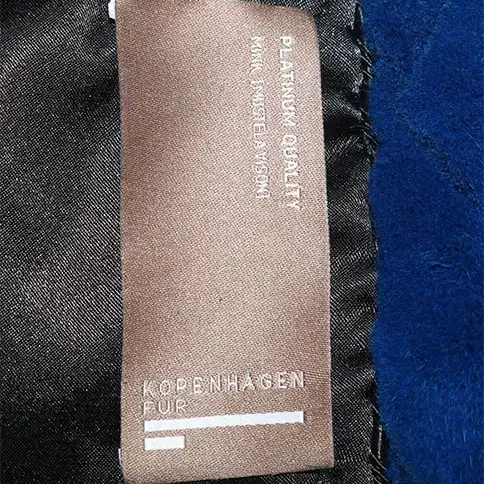 PLATINUM QUALITY
MINK (MUSTELA VISON)
KOPENHAGEN
FUR